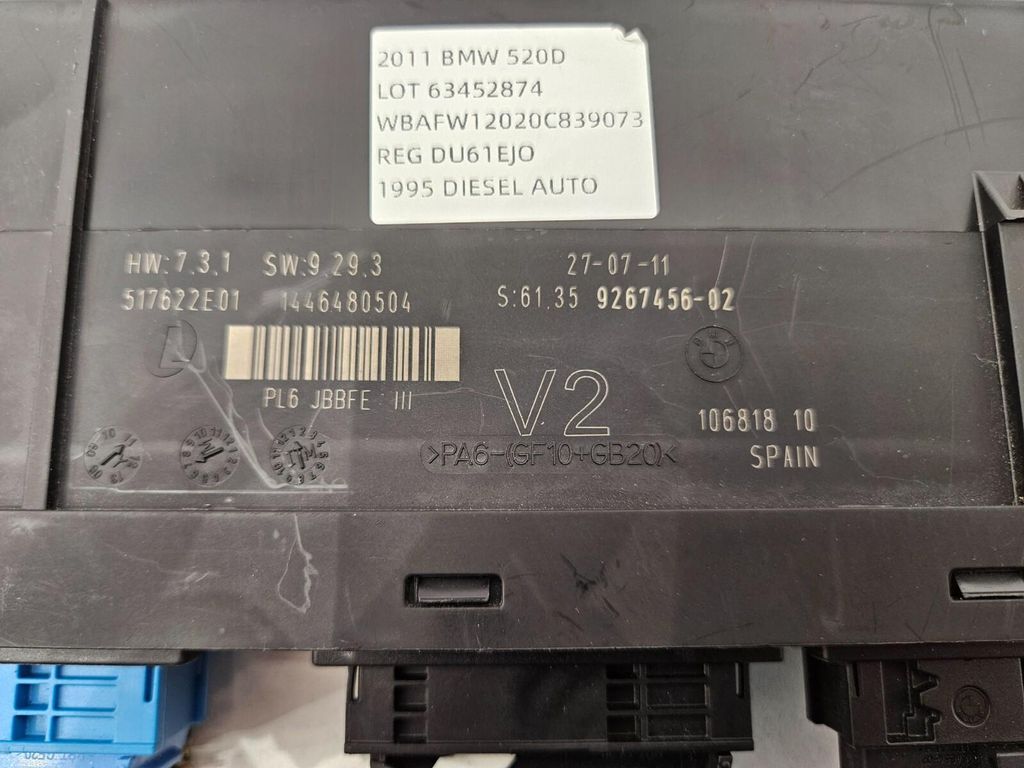 2011 BMW 520D
LOT 63452874
WBAFW12020C839073
REG DU61EJO
1995 DIESEL AUTO
HW:7.3.1 SW:9.29.3 27-07-11
517622E01 1446480504 S:61.35 9267456-02
PL6 JBBFE III
V2
106818 10
>PA6-(GF10+GB20)<
SPAIN